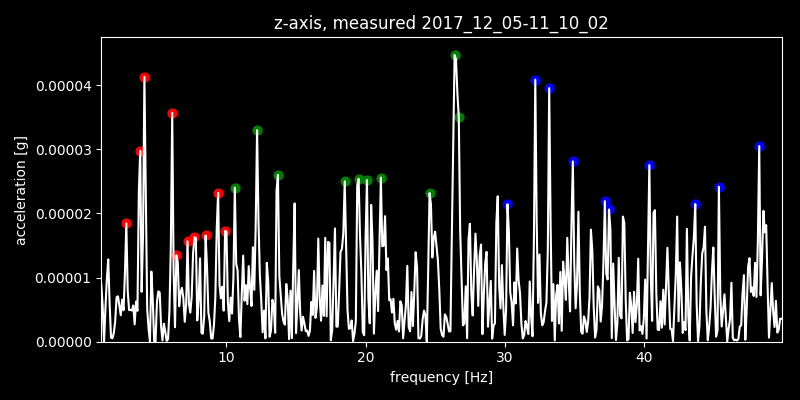 z-axis, measured 2017_12_05-11_10_02
acceleration [g]
0.00004
0.00003
0.00002
0.00001
0.00000
10 20 30 40
frequency [Hz]